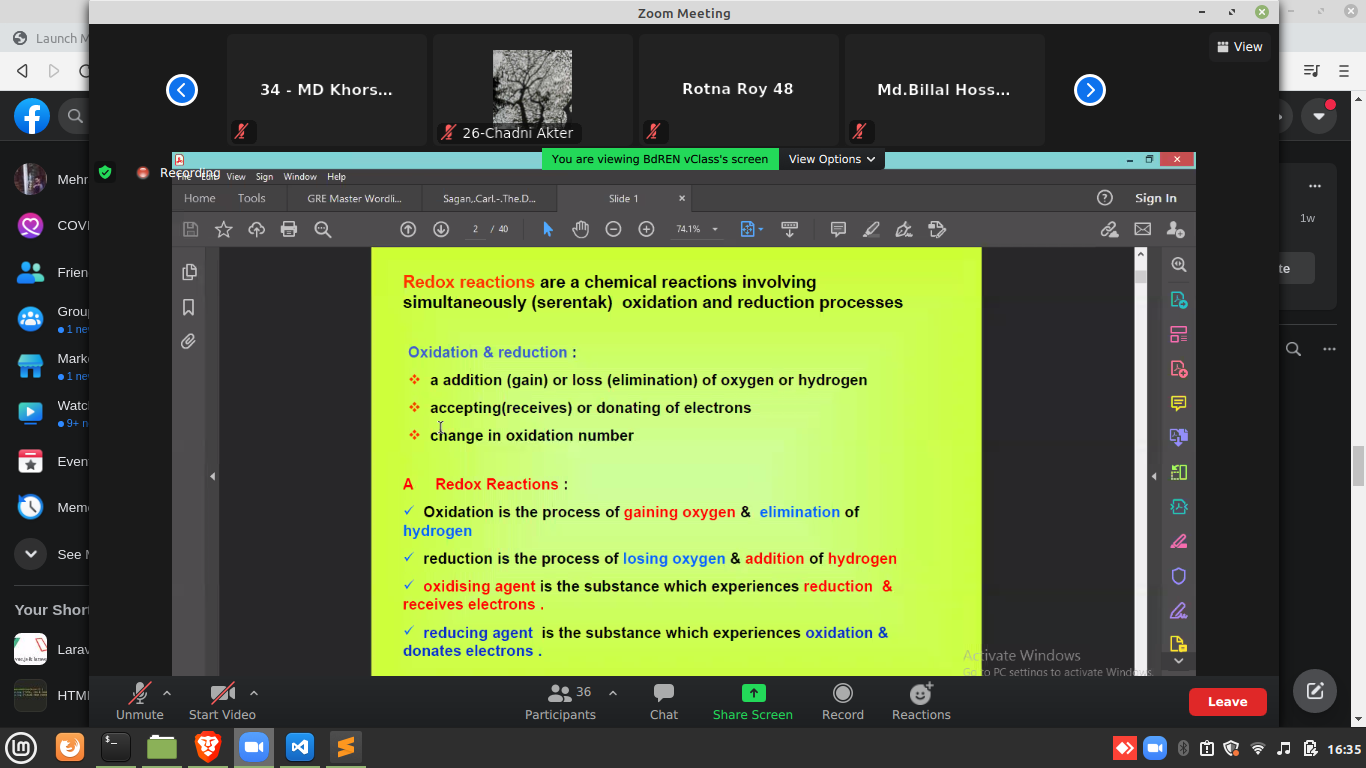 Zoom Meeting
Launch M
View
34 - MD Khors...
26-Chadni Akter
Rotna Roy 48
Md.Billal Hoss...
You are viewing BdREN vClass's screen
View Options
Recording
View Sign Window Help
Home Tools GRE Master Wordli... Sagan,.Carl.-.The.D... Slide 1 Sign In
2 / 40 74.1%
Redox reactions are a chemical reactions involving
simultaneously (serentak) oxidation and reduction processes
Oxidation & reduction :
a addition (gain) or loss (elimination) of oxygen or hydrogen
accepting(receives) or donating of electrons
change in oxidation number
A Redox Reactions :
Oxidation is the process of gaining oxygen & elimination of
hydrogen
reduction is the process of losing oxygen & addition of hydrogen
oxidising agent is the substance which experiences reduction &
receives electrons .
reducing agent is the substance which experiences oxidation &
donates electrons .
Activate Windows
Go to PC settings to activate Windows.
Mehr
COVI
Frien
Grou
1 ne
Mark
1 ne
Watc
9+ n
Even
Mem
See M
Your Short
Larav
HTM
1w
te
Unmute
Start Video
36
Participants
Chat
Share Screen
Record
Reactions
Leave
16:35